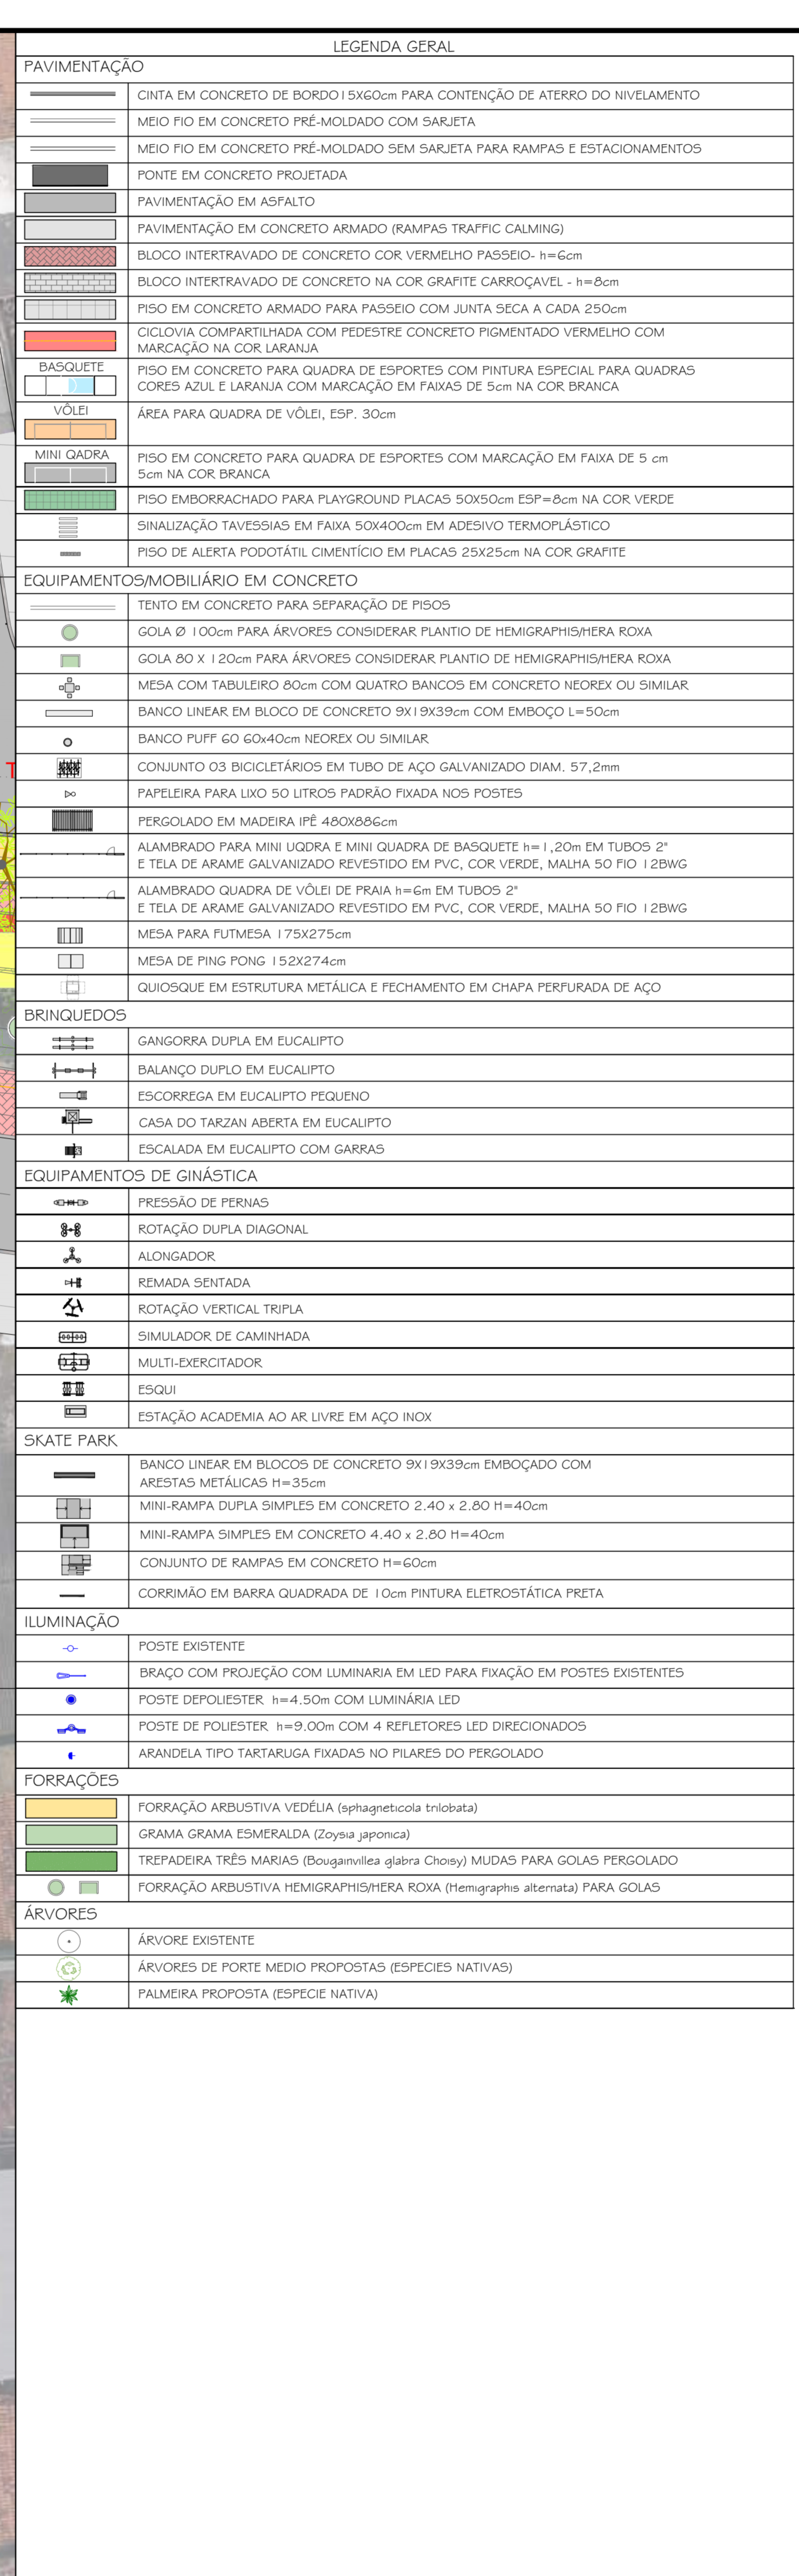 LEGENDA GERAL
PAVIMENTAÇÃO
CINTA EM CONCRETO DE BORDO15X60cm PARA CONTENÇÃO DE ATERRO DO NIVELAMENTO
MEIO FIO EM CONCRETO PRÉ-MOLDADO COM SARJETA
MEIO FIO EM CONCRETO PRÉ-MOLDADO SEM SARJETA PARA RAMPAS E ESTACIONAMENTOS
PONTE EM CONCRETO PROJETADA
PAVIMENTAÇÃO EM ASFALTO
PAVIMENTAÇÃO EM CONCRETO ARMADO (RAMPAS TRAFFIC CALMING)
BLOCO INTERTRAVADO DE CONCRETO COR VERMELHO PASSEIO- h=6cm
BLOCO INTERTRAVADO DE CONCRETO NA COR GRAFITE CARROÇAVEL - h=8cm
PISO EM CONCRETO ARMADO PARA PASSEIO COM JUNTA SECA A CADA 250cm
CICLOVIA COMPARTILHADA COM PEDESTRE CONCRETO PIGMENTADO VERMELHO COM
MARCAÇÃO NA COR LARANJA
BASQUETE
PISO EM CONCRETO PARA QUADRA DE ESPORTES COM PINTURA ESPECIAL PARA QUADRAS
CORES AZUL E LARANJA COM MARCAÇÃO EM FAIXAS DE 5cm NA COR BRANCA
VÔLEI
ÁREA PARA QUADRA DE VÔLEI, ESP. 30cm
MINI QADRA
PISO EM CONCRETO PARA QUADRA DE ESPORTES COM MARCAÇÃO EM FAIXA DE 5 cm
5cm NA COR BRANCA
PISO EMBORRACHADO PARA PLAYGROUND PLACAS 50X50cm ESP=8cm NA COR VERDE
SINALIZAÇÃO TAVESSIAS EM FAIXA 50X400cm EM ADESIVO TERMOPLÁSTICO
PISO DE ALERTA PODOTÁTIL CIMENTÍCIO EM PLACAS 25X25cm NA COR GRAFITE
EQUIPAMENTOS/MOBILIÁRIO EM CONCRETO
TENTO EM CONCRETO PARA SEPARAÇÃO DE PISOS
GOLA Ø 100cm PARA ÁRVORES CONSIDERAR PLANTIO DE HEMIGRAPHIS/HERA ROXA
GOLA 80 X 120cm PARA ÁRVORES CONSIDERAR PLANTIO DE HEMIGRAPHIS/HERA ROXA
MESA COM TABULEIRO 80cm COM QUATRO BANCOS EM CONCRETO NEOREX OU SIMILAR
BANCO LINEAR EM BLOCO DE CONCRETO 9X19X39cm COM EMBOÇO L=50cm
BANCO PUFF 60 60x40cm NEOREX OU SIMILAR
T
CONJUNTO 03 BICICLETÁRIOS EM TUBO DE AÇO GALVANIZADO DIAM. 57,2mm
PAPELEIRA PARA LIXO 50 LITROS PADRÃO FIXADA NOS POSTES
PERGOLADO EM MADEIRA IPÊ 480X886cm
ALAMBRADO PARA MINI UQDRA E MINI QUADRA DE BASQUETE h=1,20m EM TUBOS 2"
E TELA DE ARAME GALVANIZADO REVESTIDO EM PVC, COR VERDE, MALHA 50 FIO 12BWG
ALAMBRADO QUADRA DE VÔLEI DE PRAIA h=6m EM TUBOS 2"
E TELA DE ARAME GALVANIZADO REVESTIDO EM PVC, COR VERDE, MALHA 50 FIO 12BWG
MESA PARA FUTMESA 175X275cm
MESA DE PING PONG 152X274cm
QUIOSQUE EM ESTRUTURA METÁLICA E FECHAMENTO EM CHAPA PERFURADA DE AÇO
BRINQUEDOS
GANGORRA DUPLA EM EUCALIPTO
BALANÇO DUPLO EM EUCALIPTO
ESCORREGA EM EUCALIPTO PEQUENO
CASA DO TARZAN ABERTA EM EUCALIPTO
ESCALADA EM EUCALIPTO COM GARRAS
EQUIPAMENTOS DE GINÁSTICA
PRESSÃO DE PERNAS
ROTAÇÃO DUPLA DIAGONAL
ALONGADOR
REMADA SENTADA
ROTAÇÃO VERTICAL TRIPLA
SIMULADOR DE CAMINHADA
MULTI-EXERCITADOR
ESQUI
ESTAÇÃO ACADEMIA AO AR LIVRE EM AÇO INOX
SKATE PARK
BANCO LINEAR EM BLOCOS DE CONCRETO 9X19X39cm EMBOÇADO COM
ARESTAS METÁLICAS H=35cm
MINI-RAMPA DUPLA SIMPLES EM CONCRETO 2.40 x 2.80 H=40cm
MINI-RAMPA SIMPLES EM CONCRETO 4.40 x 2.80 H=40cm
CONJUNTO DE RAMPAS EM CONCRETO H=60cm
CORRIMÃO EM BARRA QUADRADA DE 10cm PINTURA ELETROSTÁTICA PRETA
ILUMINAÇÃO
POSTE EXISTENTE
BRAÇO COM PROJEÇÃO COM LUMINARIA EM LED PARA FIXAÇÃO EM POSTES EXISTENTES
POSTE DEPOLIESTER h=4.50m COM LUMINÁRIA LED
POSTE DE POLIESTER h=9.00m COM 4 REFLETORES LED DIRECIONADOS
ARANDELA TIPO TARTARUGA FIXADAS NO PILARES DO PERGOLADO
FORRAÇÕES
FORRAÇÃO ARBUSTIVA VEDÉLIA (sphagneticola trilobata)
GRAMA GRAMA ESMERALDA (Zoysia japonica)
TREPADEIRA TRÊS MARIAS (Bougainvillea glabra Choisy) MUDAS PARA GOLAS PERGOLADO
FORRAÇÃO ARBUSTIVA HEMIGRAPHIS/HERA ROXA (Hemigraphis alternata) PARA GOLAS
ÁRVORES
ÁRVORE EXISTENTE
ÁRVORES DE PORTE MEDIO PROPOSTAS (ESPECIES NATIVAS)
PALMEIRA PROPOSTA (ESPECIE NATIVA)